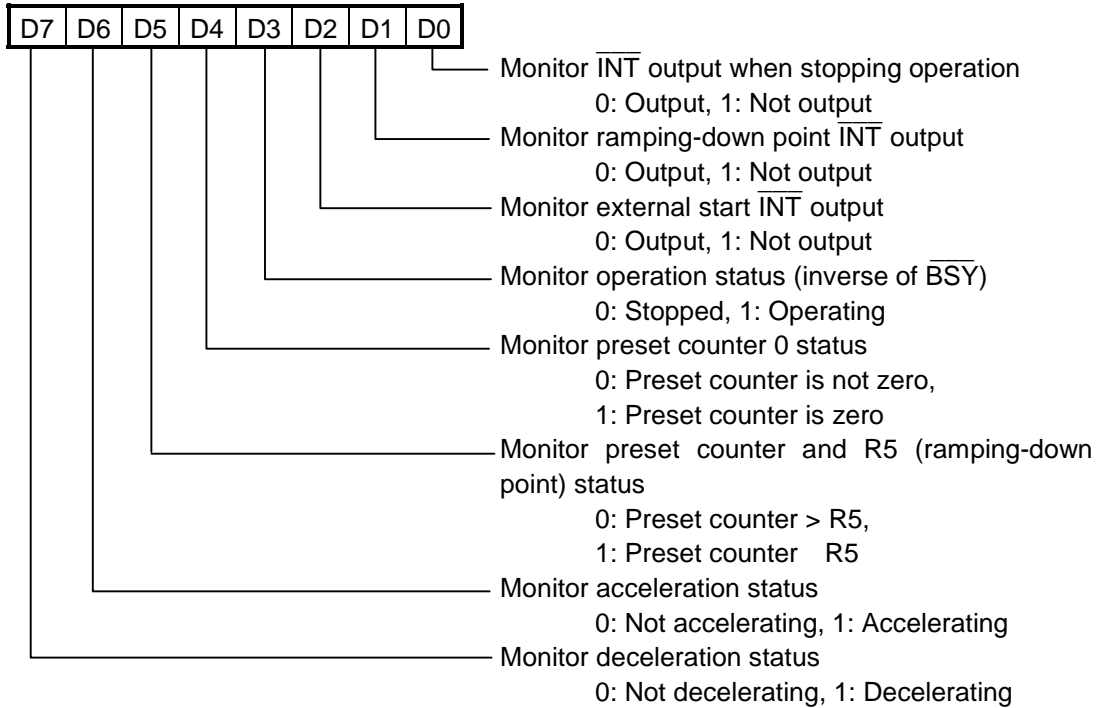 D7 D6 D5 D4 D3 D2 D1 D0
Monitor I̅N̅T̅ output when stopping operation
0: Output, 1: Not output
Monitor ramping-down point I̅N̅T̅ output
0: Output, 1: Not output
Monitor external start I̅N̅T̅ output
0: Output, 1: Not output
Monitor operation status (inverse of B̅S̅Y̅)
0: Stopped, 1: Operating
Monitor preset counter 0 status
0: Preset counter is not zero,
1: Preset counter is zero
Monitor preset counter and R5 (ramping-down
point) status
0: Preset counter > R5,
1: Preset counter R5
Monitor acceleration status
0: Not accelerating, 1: Accelerating
Monitor deceleration status
0: Not decelerating, 1: Decelerating